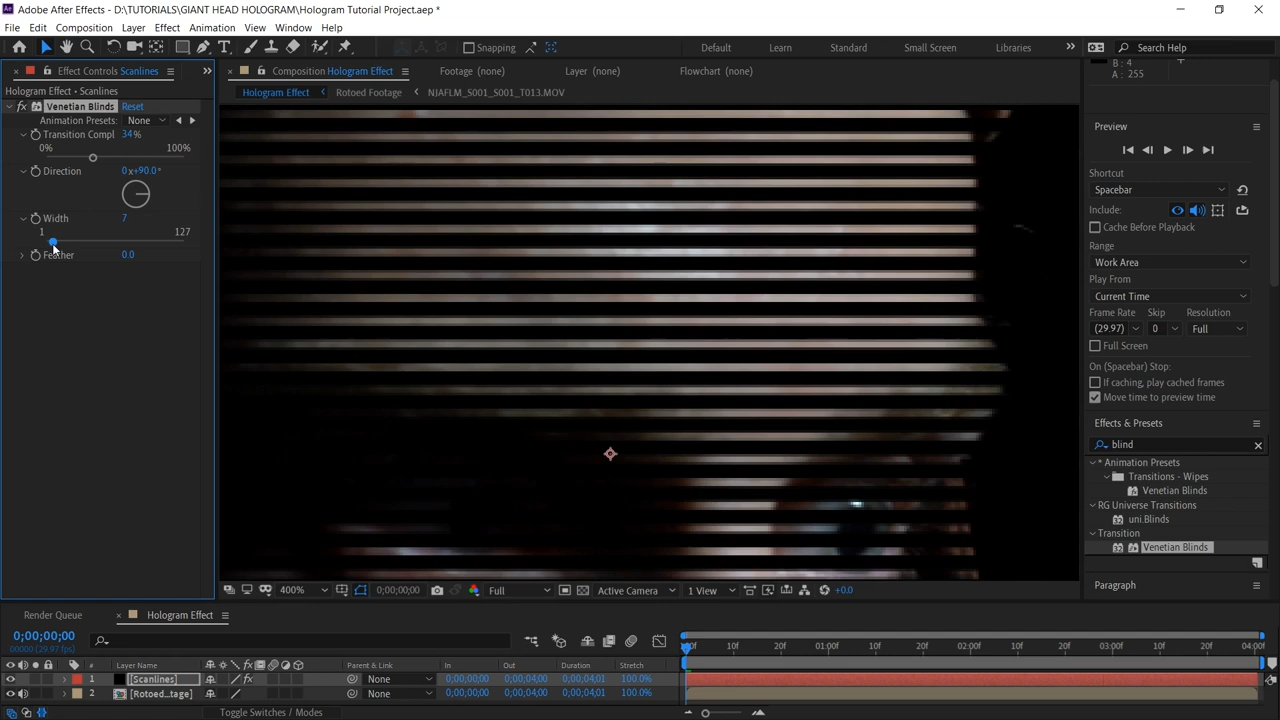 Adobe After Effects - D:\TUTORIALS\GIANT HEAD HOLOGRAM\Hologram Tutorial Project.aep *
File Edit Composition Layer Effect Animation View Window Help
Snapping Default Learn Standard Small Screen Libraries Search Help
Effect Controls Scanlines
Composition Hologram Effect Footage (none) Layer (none) Flowchart (none)
Hologram Effect • Scanlines
Hologram Effect Rotoed Footage NJAFLM_S001_S001_T013.MOV
fx Venetian Blinds Reset
Animation Presets: None
Transition Compl 34%
0% 100%
Direction 0x+90.0°
Width 7
1 127
Feather 0.0
B : 4
A : 255
Preview
Shortcut
Spacebar
Include:
Cache Before Playback
Range
Work Area
Play From
Current Time
Frame Rate Skip Resolution
(29.97) 0 Full
Full Screen
On (Spacebar) Stop:
If caching, play cached frames
Move time to preview time
Effects & Presets
blind
* Animation Presets
Transitions - Wipes
Venetian Blinds
RG Universe Transitions
uni.Blinds
Transition
Venetian Blinds
Paragraph
400% 0;00;00;00 Full Active Camera 1 View +0.0
Render Queue Hologram Effect
0;00;00;00
00000 (29.97 fps)
10f 20f 01:00f 10f 20f 02:00f 10f 20f 03:00f 10f 20f 04:00f
# Layer Name Parent & Link In Out Duration Stretch
1 [Scanlines] fx None 0;00;00;00 0;00;04;00 0;00;04;01 100.0%
2 [Rotoed...tage] None 0;00;00;00 0;00;04;00 0;00;04;01 100.0%
Toggle Switches / Modes